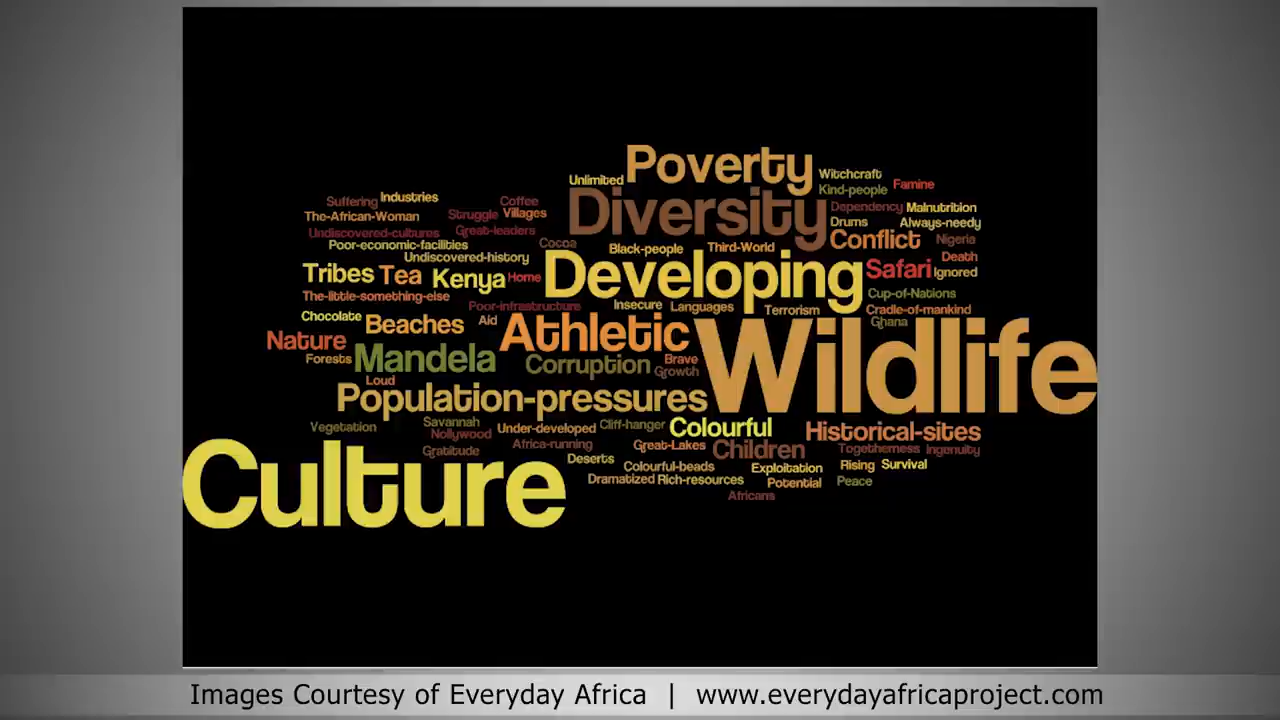 Poverty
Unlimited
Witchcraft
Kind-people
Famine
Suffering
Industries
Coffee
Diversity
Dependency
Malnutrition
The-African-Woman
Struggle
Villages
Drums
Always-needy
Undiscovered-cultures
Great-leaders
Conflict
Nigeria
Poor-economic-facilities
Cocoa
Black-people
Third-World
Undiscovered-history
Death
Tribes
Tea
Kenya
Home
Developing
Safari
Ignored
The-little-something-else
Cup-of-Nations
Poor-infrastructure
Insecure
Languages
Terrorism
Cradle-of-mankind
Chocolate
Beaches
Aid
Athletic
Ghana
Nature
Wildlife
Forests
Mandela
Corruption
Brave
Growth
Loud
Population-pressures
Vegetation
Savannah
Under-developed
Cliff-hanger
Colourful
Historical-sites
Nollywood
Africa-running
Great-Lakes
Children
Togetherness
Ingenuity
Gratitude
Culture
Deserts
Colourful-beads
Exploitation
Rising
Survival
Dramatized
Rich-resources
Potential
Peace
Africans
Images Courtesy of Everyday Africa | www.everydayafricaproject.com